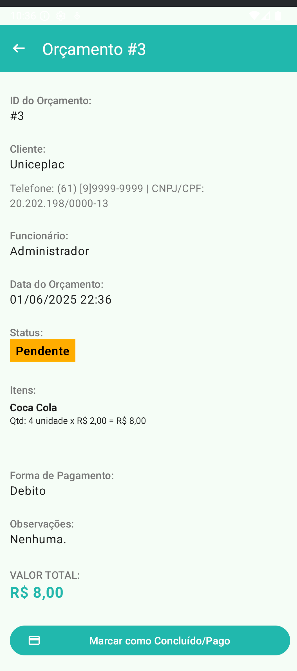 Orçamento #3
ID do Orçamento:
#3
Cliente:
Uniceplac
Telefone: (61) [9]9999-9999 | CNPJ/CPF:
20.202.198/0000-13
Funcionário:
Administrador
Data do Orçamento:
01/06/2025 22:36
Status:
Pendente
Itens:
Coca Cola
Qtd: 4 unidade x R$ 2,00 = R$ 8,00
Forma de Pagamento:
Debito
Observações:
Nenhuma.
VALOR TOTAL:
R$ 8,00
Marcar como Concluído/Pago